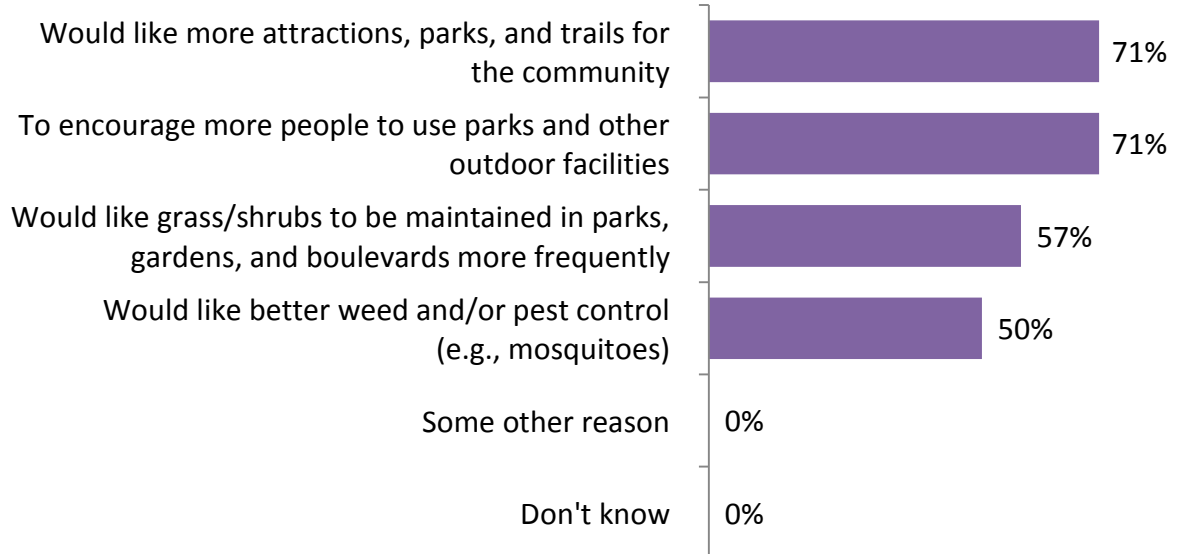 Would like more attractions, parks, and trails for
the community
71%
To encourage more people to use parks and other
outdoor facilities
71%
Would like grass/shrubs to be maintained in parks,
gardens, and boulevards more frequently
57%
Would like better weed and/or pest control
(e.g., mosquitoes)
50%
Some other reason
0%
Don't know
0%